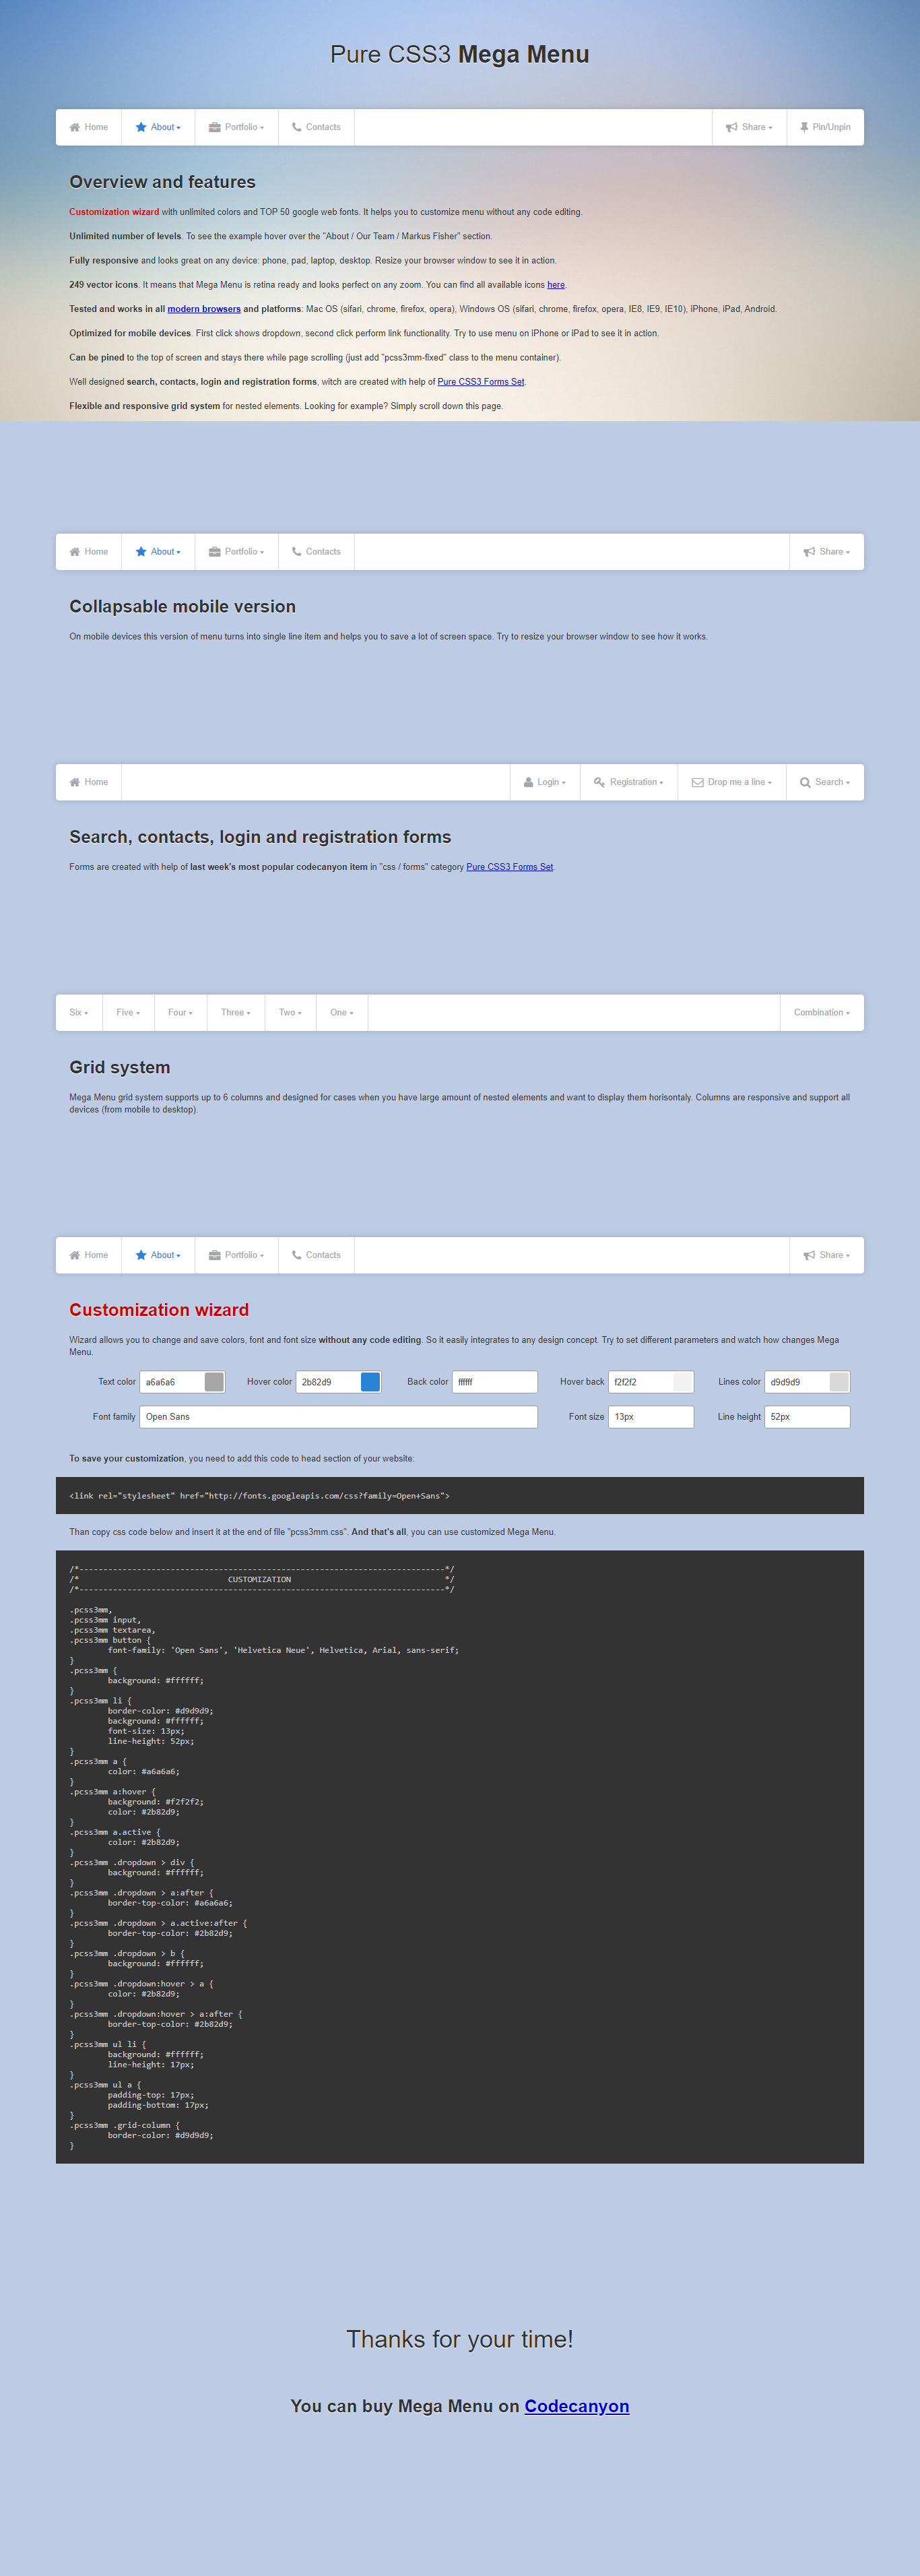 Pure CSS3 Mega Menu
Home About Portfolio Contacts Share Pin/Unpin
Overview and features
Customization wizard with unlimited colors and TOP 50 google web fonts. It helps you to customize menu without any code editing.
Unlimited number of levels. To see the example hover over the "About / Our Team / Markus Fisher" section.
Fully responsive and looks great on any device: phone, pad, laptop, desktop. Resize your browser window to see it in action.
249 vector icons. It means that Mega Menu is retina ready and looks perfect on any zoom. You can find all available icons here.
Tested and works in all modern browsers and platforms: Mac OS (sifari, chrome, firefox, opera), Windows OS (sifari, chrome, firefox, opera, IE8, IE9, IE10), iPhone, iPad, Android.
Optimized for mobile devices. First click shows dropdown, second click perform link functionality. Try to use menu on iPhone or iPad to see it in action.
Can be pined to the top of screen and stays there while page scrolling (just add "pcss3mm-fixed" class to the menu container).
Well designed search, contacts, login and registration forms, witch are created with help of Pure CSS3 Forms Set.
Flexible and responsive grid system for nested elements. Looking for example? Simply scroll down this page.
Home About Portfolio Contacts Share
Collapsable mobile version
On mobile devices this version of menu turns into single line item and helps you to save a lot of screen space. Try to resize your browser window to see how it works.
Home Login Registration Drop me a line Search
Search, contacts, login and registration forms
Forms are created with help of last week's most popular codecanyon item in "css / forms" category Pure CSS3 Forms Set.
Six Five Four Three Two One Combination
Grid system
Mega Menu grid system supports up to 6 columns and designed for cases when you have large amount of nested elements and want to display them horisontaly. Columns are responsive and support all
devices (from mobile to desktop).
Home About Portfolio Contacts Share
Customization wizard
Wizard allows you to change and save colors, font and font size without any code editing. So it easily integrates to any design concept. Try to set different parameters and watch how changes Mega
Menu.
Text color a6a6a6 Hover color 2b82d9 Back color ffffff Hover back f2f2f2 Lines color d9d9d9
Font family Open Sans Font size 13px Line height 52px
To save your customization, you need to add this code to head section of your website:
<link rel="stylesheet" href="http://fonts.googleapis.com/css?family=Open+Sans">
Than copy css code below and insert it at the end of file "pcss3mm.css". And that's all, you can use customized Mega Menu.
/*----------------------------------------------------------------------------*/
/*                               CUSTOMIZATION                                */
/*----------------------------------------------------------------------------*/
.pcss3mm,
.pcss3mm input,
.pcss3mm textarea,
.pcss3mm button {
font-family: 'Open Sans', 'Helvetica Neue', Helvetica, Arial, sans-serif;
}
.pcss3mm {
background: #ffffff;
}
.pcss3mm li {
border-color: #d9d9d9;
background: #ffffff;
font-size: 13px;
line-height: 52px;
}
.pcss3mm a {
color: #a6a6a6;
}
.pcss3mm a:hover {
background: #f2f2f2;
color: #2b82d9;
}
.pcss3mm a.active {
color: #2b82d9;
}
.pcss3mm .dropdown > div {
background: #ffffff;
}
.pcss3mm .dropdown > a:after {
border-top-color: #a6a6a6;
}
.pcss3mm .dropdown > a.active:after {
border-top-color: #2b82d9;
}
.pcss3mm .dropdown > b {
background: #ffffff;
}
.pcss3mm .dropdown:hover > a {
color: #2b82d9;
}
.pcss3mm .dropdown:hover > a:after {
border-top-color: #2b82d9;
}
.pcss3mm ul li {
background: #ffffff;
line-height: 17px;
}
.pcss3mm ul a {
padding-top: 17px;
padding-bottom: 17px;
}
.pcss3mm .grid-column {
border-color: #d9d9d9;
}
Thanks for your time!
You can buy Mega Menu on Codecanyon